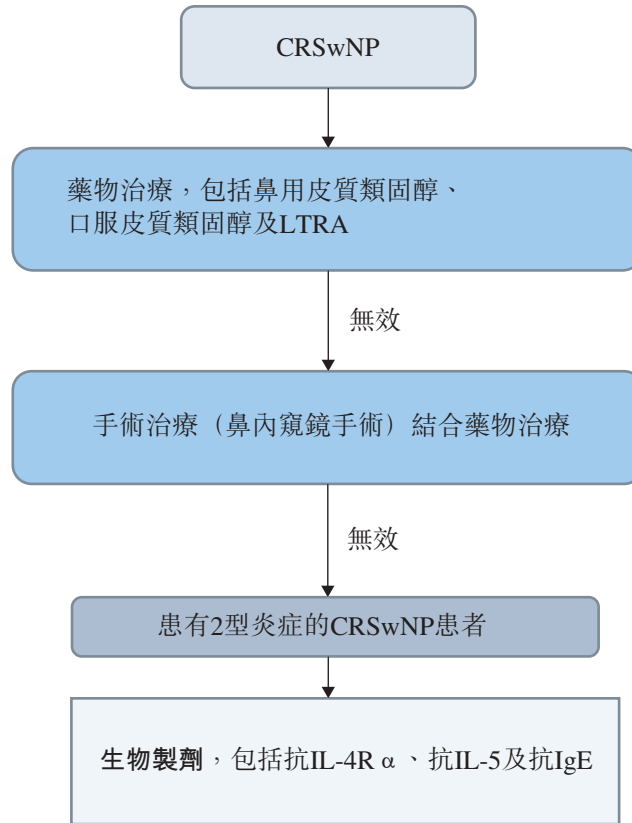 CRSwNP
藥物治療，包括鼻用皮質類固醇、
口服皮質類固醇及LTRA
無效
手術治療（鼻內窺鏡手術）結合藥物治療
無效
患有2型炎症的CRSwNP患者
生物製劑，包括抗IL-4Rα、抗IL-5及抗IgE